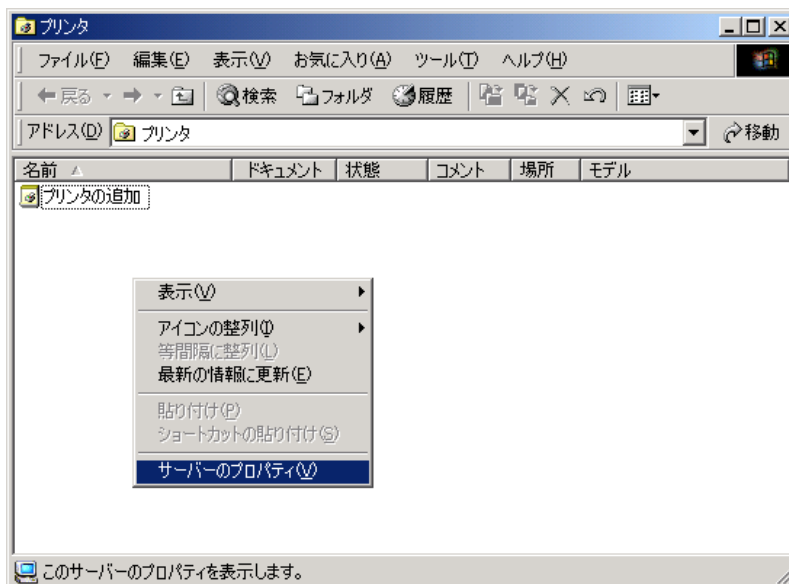 プリンタ
ファイル(F) 編集(E) 表示(V) お気に入り(A) ツール(T) ヘルプ(H)
戻る 検索 フォルダ 履歴
アドレス(D) プリンタ 移動
名前 ドキュメント 状態 コメント 場所 モデル
プリンタの追加
表示(V)
アイコンの整列(I)
等間隔に整列(L)
最新の情報に更新(E)
貼り付け(P)
ショートカットの貼り付け(S)
サーバーのプロパティ(V)
このサーバーのプロパティを表示します。